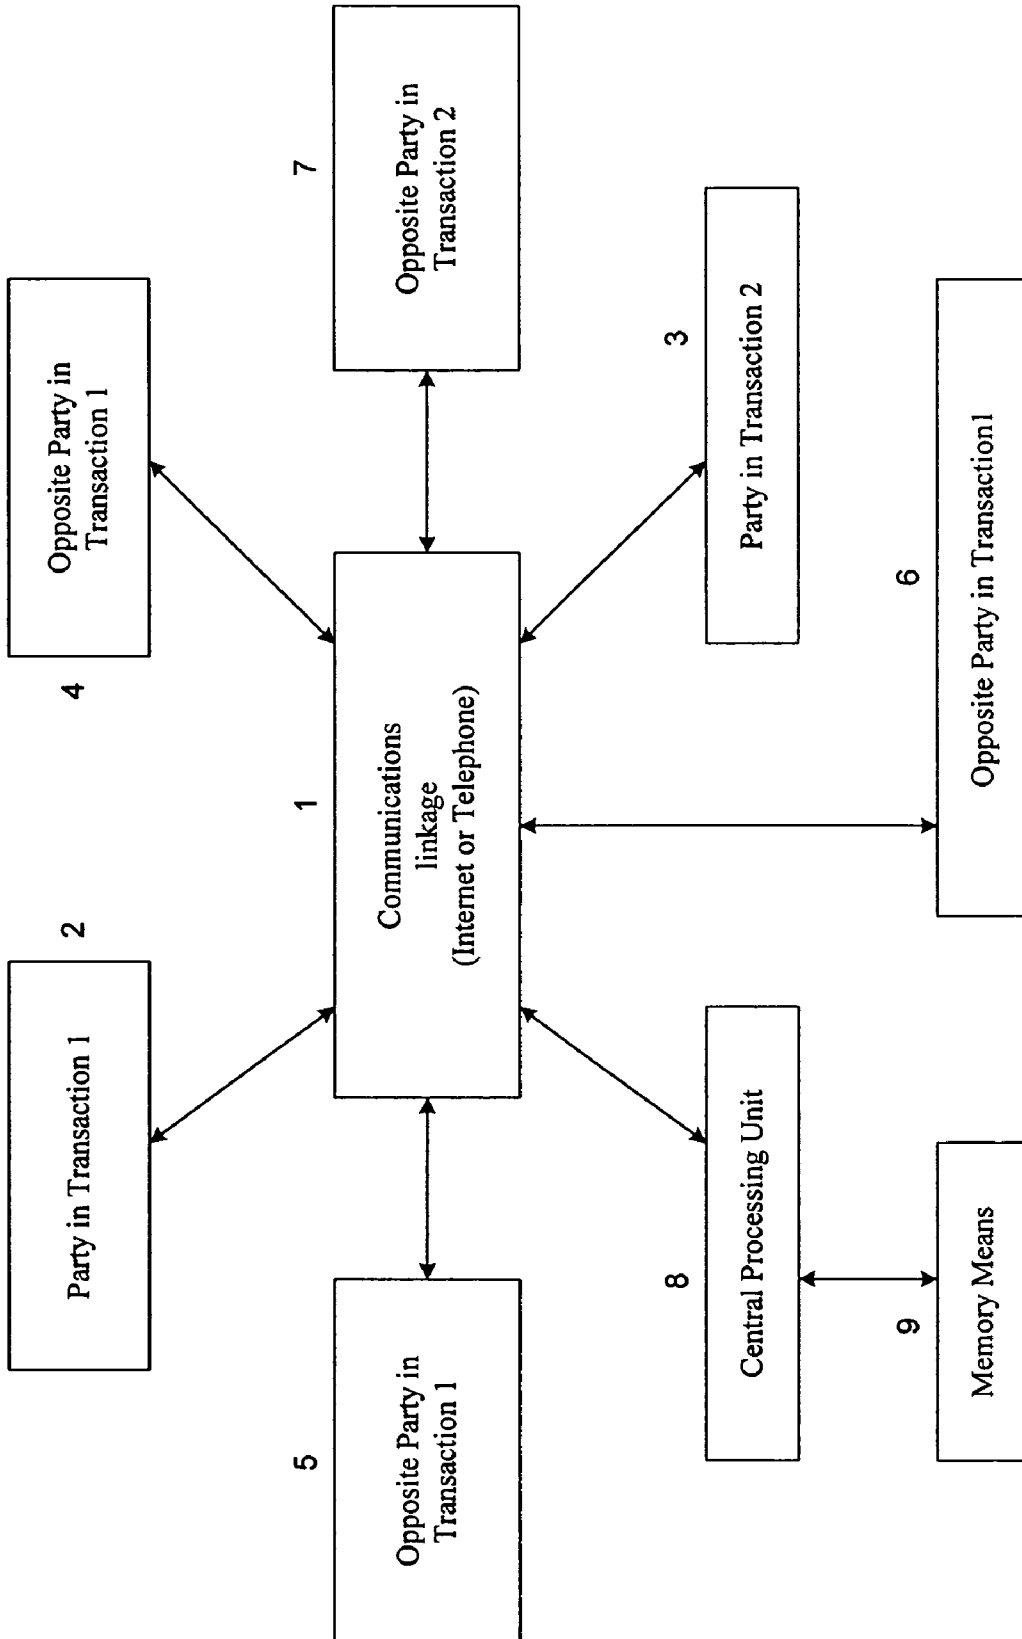 Party in Transaction 1
2
4
Opposite Party in
Transaction 1
5
Opposite Party in
Transaction 1
1
Communications
linkage
(Internet or Telephone)
7
Opposite Party in
Transaction 2
8
Central Processing Unit
3
Party in Transaction 2
9
Memory Means
6
Opposite Party in Transaction1